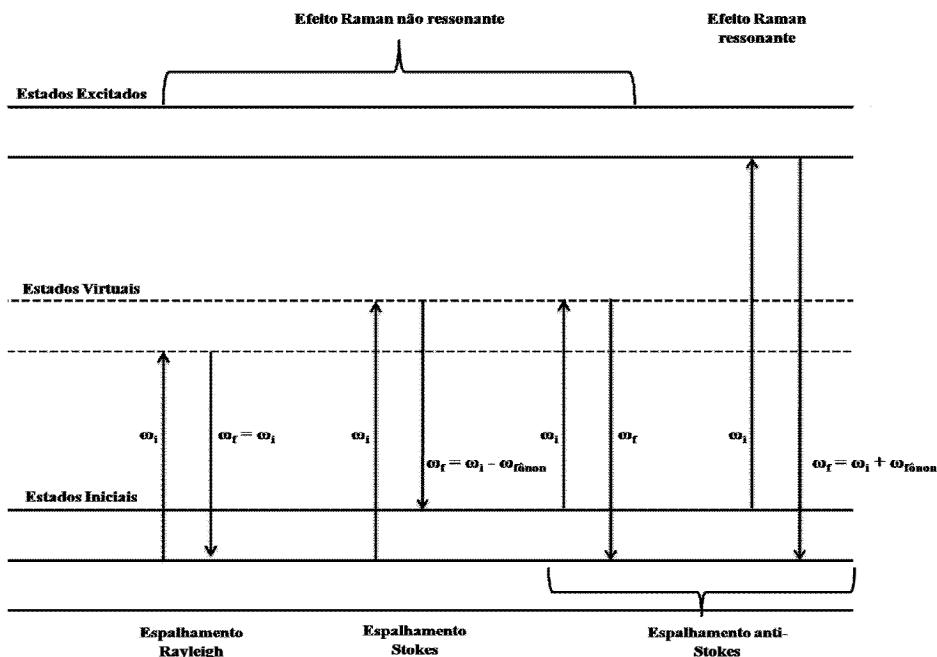 Efeito Raman não ressonante
Efeito Raman
ressonante
Estados Excitados
Estados Virtuais
ωi
ωf = ωi
ωi
ωf = ωi - ωfônon
ωi
ωf
ωi
ωf = ωi + ωfônon
Estados Iniciais
Espalhamento
Rayleigh
Espalhamento
Stokes
Espalhamento anti-
Stokes